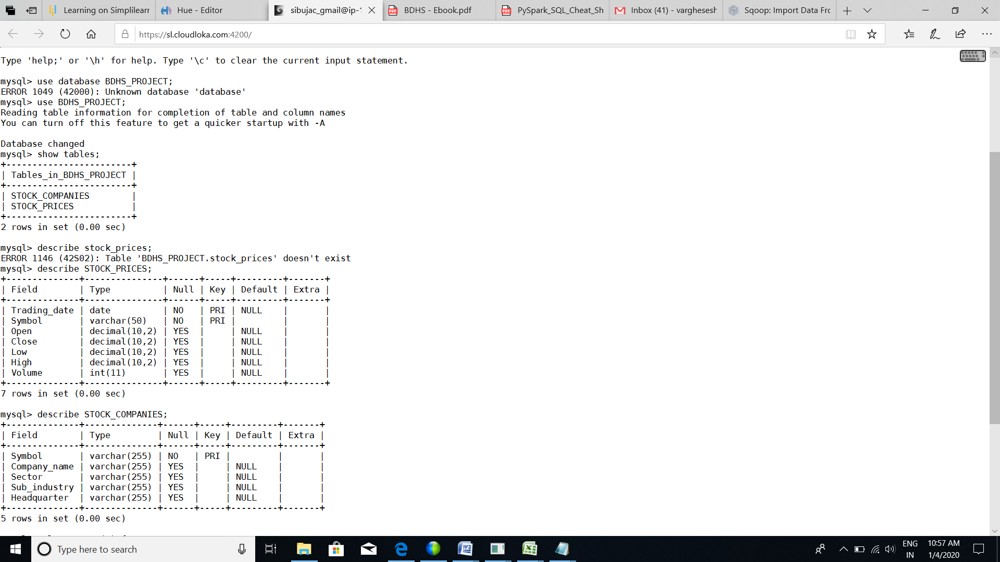 Learning on Simplilearr
Hue - Editor
sibujac_gmail@ip-1
BDHS - Ebook.pdf
PySpark_SQL_Cheat_Sh
Inbox (41) - varghesesh
Sqoop: Import Data Fro
https://sl.cloudloka.com:4200/
Type 'help;' or '\h' for help. Type '\c' to clear the current input statement.
mysql> use database BDHS_PROJECT;
ERROR 1049 (42000): Unknown database 'database'
mysql> use BDHS_PROJECT;
Reading table information for completion of table and column names
You can turn off this feature to get a quicker startup with -A
Database changed
mysql> show tables;
+------------------------+
| Tables_in_BDHS_PROJECT |
+------------------------+
| STOCK_COMPANIES        |
| STOCK_PRICES           |
+------------------------+
2 rows in set (0.00 sec)
mysql> describe stock_prices;
ERROR 1146 (42S02): Table 'BDHS_PROJECT.stock_prices' doesn't exist
mysql> describe STOCK_PRICES;
+--------------+---------------+------+-----+---------+-------+
| Field        | Type          | Null | Key | Default | Extra |
+--------------+---------------+------+-----+---------+-------+
| Trading_date | date          | NO   | PRI | NULL    |       |
| Symbol       | varchar(50)   | NO   | PRI |         |       |
| Open         | decimal(10,2) | YES  |     | NULL    |       |
| Close        | decimal(10,2) | YES  |     | NULL    |       |
| Low          | decimal(10,2) | YES  |     | NULL    |       |
| High         | decimal(10,2) | YES  |     | NULL    |       |
| Volume       | int(11)       | YES  |     | NULL    |       |
+--------------+---------------+------+-----+---------+-------+
7 rows in set (0.00 sec)
mysql> describe STOCK_COMPANIES;
+--------------+--------------+------+-----+---------+-------+
| Field        | Type         | Null | Key | Default | Extra |
+--------------+--------------+------+-----+---------+-------+
| Symbol       | varchar(255) | NO   | PRI |         |       |
| Company_name | varchar(255) | YES  |     | NULL    |       |
| Sector       | varchar(255) | YES  |     | NULL    |       |
| Sub_industry | varchar(255) | YES  |     | NULL    |       |
| Headquarter  | varchar(255) | YES  |     | NULL    |       |
+--------------+--------------+------+-----+---------+-------+
5 rows in set (0.00 sec)
Type here to search
ENG
IN
10:57 AM
1/4/2020